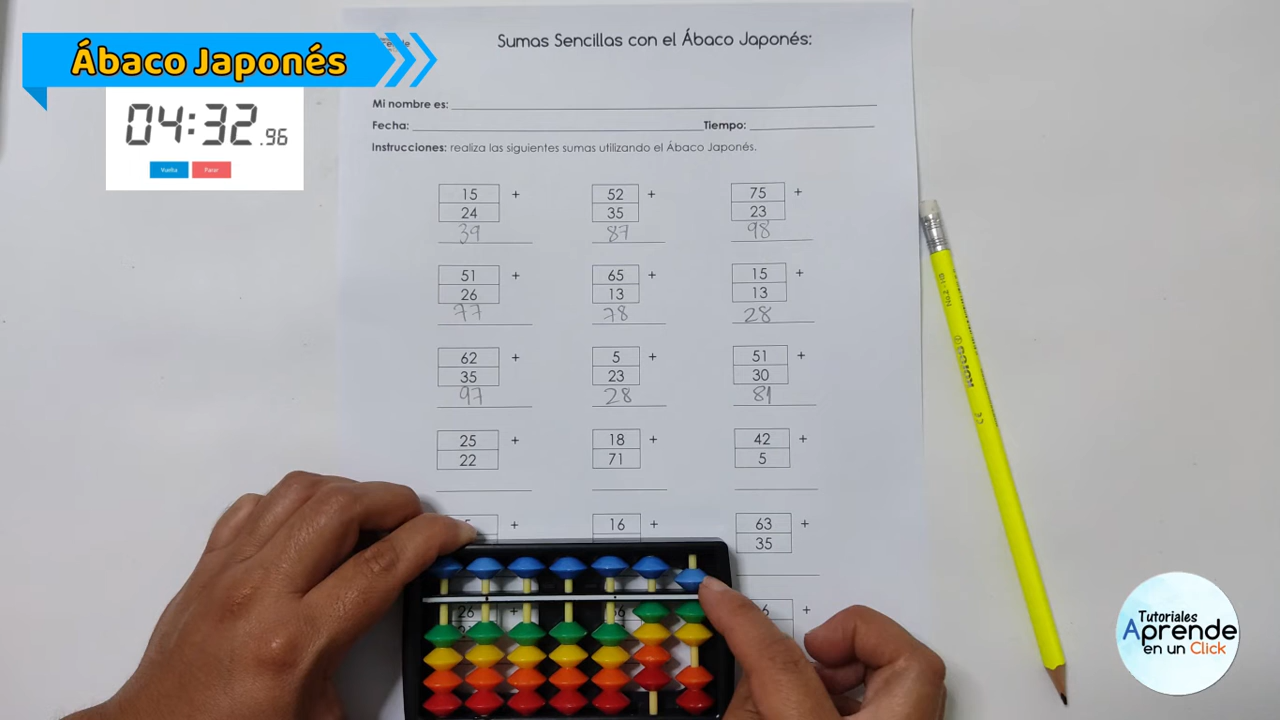 Ábaco Japonés
04:32.96
Vuelta Parar
Sumas Sencillas con el Ábaco Japonés:
Mi nombre es:
Fecha: Tiempo:
Instrucciones: realiza las siguientes sumas utilizando el Ábaco Japonés.
15 + 52 + 75 +
24 35 23
39 87 98
51 + 65 + 15 +
26 13 13
77 78 28
62 + 5 + 51 +
35 23 30
97 28 81
25 + 18 + 42 +
22 71 5
+ 16 + 63 +
35
26 + +
Tutoriales
Aprende
en un Click